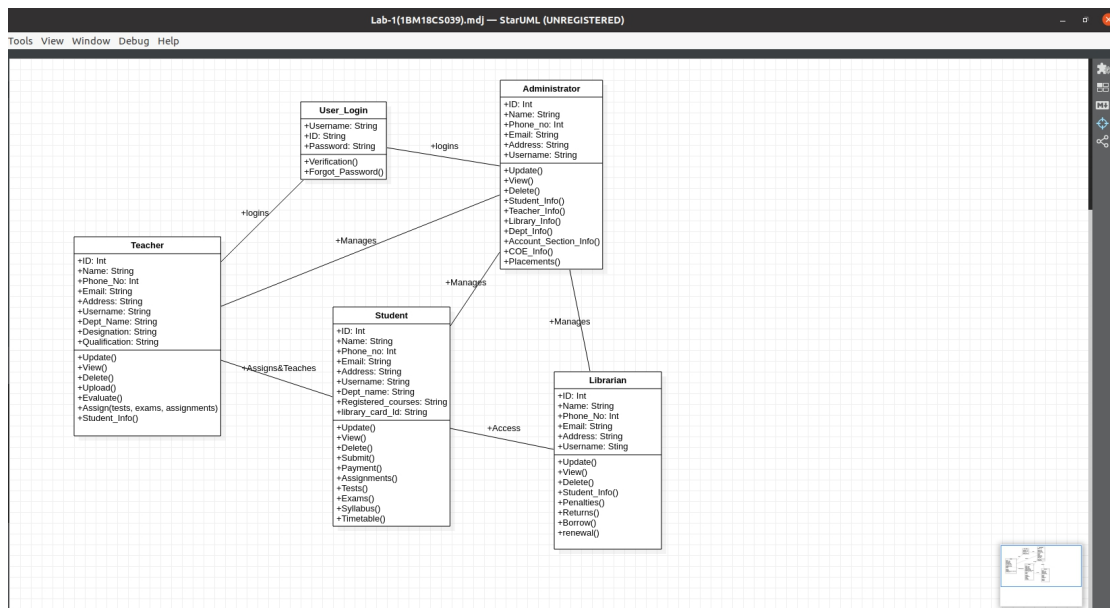 Lab-1(1BM18CS039).mdj — StarUML (UNREGISTERED)
Tools View Window Debug Help
Administrator
+ID: Int
+Name: String
+Phone_no: Int
+Email: String
+Address: String
+Username: String
+Update()
+View()
+Delete()
+Student_Info()
+Teacher_Info()
+Library_Info()
+Dept_Info()
+Account_Section_Info()
+COE_Info()
+Placements()
User_Login
+Username: String
+ID: String
+Password: String
+Verification()
+Forgot_Password()
+logins
+logins
+Manages
Teacher
+ID: Int
+Name: String
+Phone_No: Int
+Email: String
+Address: String
+Username: String
+Dept_Name: String
+Designation: String
+Qualification: String
+Update()
+View()
+Delete()
+Upload()
+Evaluate()
+Assign(tests, exams, assignments)
+Student_Info()
+Manages
+Manages
+Assigns&Teaches
Student
+ID: Int
+Name: String
+Phone_no: Int
+Email: String
+Address: String
+Username: String
+Dept_name: String
+Registered_courses: String
+library_card_Id: String
+Update()
+View()
+Delete()
+Submit()
+Payment()
+Assignments()
+Tests()
+Exams()
+Syllabus()
+Timetable()
+Access
Librarian
+ID: Int
+Name: String
+Phone_No: Int
+Email: String
+Address: String
+Username: Sting
+Update()
+View()
+Delete()
+Student_Info()
+Penalties()
+Returns()
+Borrow()
+renewal()